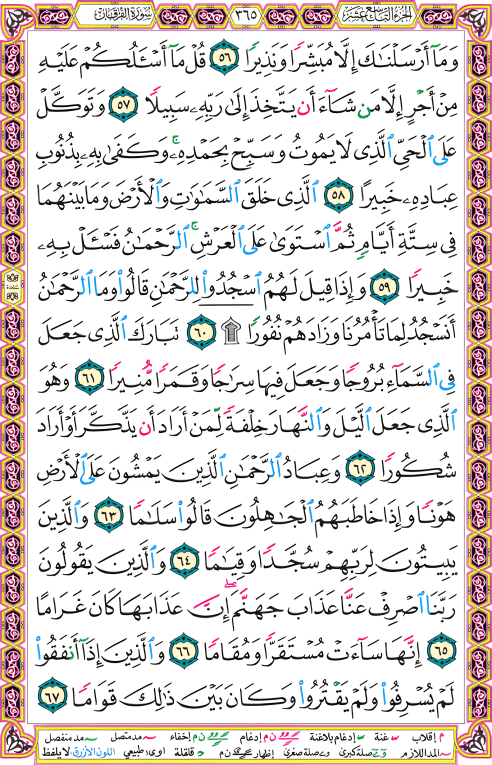 الجزء التاسع عشر ٣٦٥ سورة الفرقان
وَمَآ أَرْسَلْنَٰكَ إِلَّا مُبَشِّرًا وَنَذِيرًا ٥٦ قُلْ مَآ أَسْـَٔلُكُمْ عَلَيْهِ
مِنْ أَجْرٍ إِلَّا مَن شَآءَ أَن يَتَّخِذَ إِلَىٰ رَبِّهِۦ سَبِيلًا ٥٧ وَتَوَكَّلْ
عَلَى ٱلْحَىِّ ٱلَّذِى لَا يَمُوتُ وَسَبِّحْ بِحَمْدِهِۦ ۚ وَكَفَىٰ بِهِۦ بِذُنُوبِ
عِبَادِهِۦ خَبِيرًا ٥٨ ٱلَّذِى خَلَقَ ٱلسَّمَٰوَٰتِ وَٱلْأَرْضَ وَمَا بَيْنَهُمَا
فِى سِتَّةِ أَيَّامٍ ثُمَّ ٱسْتَوَىٰ عَلَى ٱلْعَرْشِ ۚ ٱلرَّحْمَٰنُ فَسْـَٔلْ بِهِۦ
خَبِيرًا ٥٩ وَإِذَا قِيلَ لَهُمُ ٱسْجُدُوا۟ لِلرَّحْمَٰنِ قَالُوا۟ وَمَا ٱلرَّحْمَٰنُ
سجدة
أَنَسْجُدُ لِمَا تَأْمُرُنَا وَزَادَهُمْ نُفُورًا ۩ ٦٠ تَبَارَكَ ٱلَّذِى جَعَلَ
فِى ٱلسَّمَآءِ بُرُوجًا وَجَعَلَ فِيهَا سِرَٰجًا وَقَمَرًا مُّنِيرًا ٦١ وَهُوَ
ٱلَّذِى جَعَلَ ٱلَّيْلَ وَٱلنَّهَارَ خِلْفَةً لِّمَنْ أَرَادَ أَن يَذَّكَّرَ أَوْ أَرَادَ
شُكُورًا ٦٢ وَعِبَادُ ٱلرَّحْمَٰنِ ٱلَّذِينَ يَمْشُونَ عَلَى ٱلْأَرْضِ
هَوْنًا وَإِذَا خَاطَبَهُمُ ٱلْجَٰهِلُونَ قَالُوا۟ سَلَٰمًا ٦٣ وَٱلَّذِينَ
يَبِيتُونَ لِرَبِّهِمْ سُجَّدًا وَقِيَٰمًا ٦٤ وَٱلَّذِينَ يَقُولُونَ
رَبَّنَا ٱصْرِفْ عَنَّا عَذَابَ جَهَنَّمَ ۖ إِنَّ عَذَابَهَا كَانَ غَرَامًا
٦٥ إِنَّهَا سَآءَتْ مُسْتَقَرًّا وَمُقَامًا ٦٦ وَٱلَّذِينَ إِذَآ أَنفَقُوا۟
لَمْ يُسْرِفُوا۟ وَلَمْ يَقْتُرُوا۟ وَكَانَ بَيْنَ ذَٰلِكَ قَوَامًا ٦٧
م إقلاب غنة ن م إدغام إدغام بلاغنة ن م إخفاء مد متصل مد منفصل
المد اللازم صلة كبرى صلة صغرى إظهار ن م قلقلة اوى طبيعي اللون الأزرق لا يلفظ